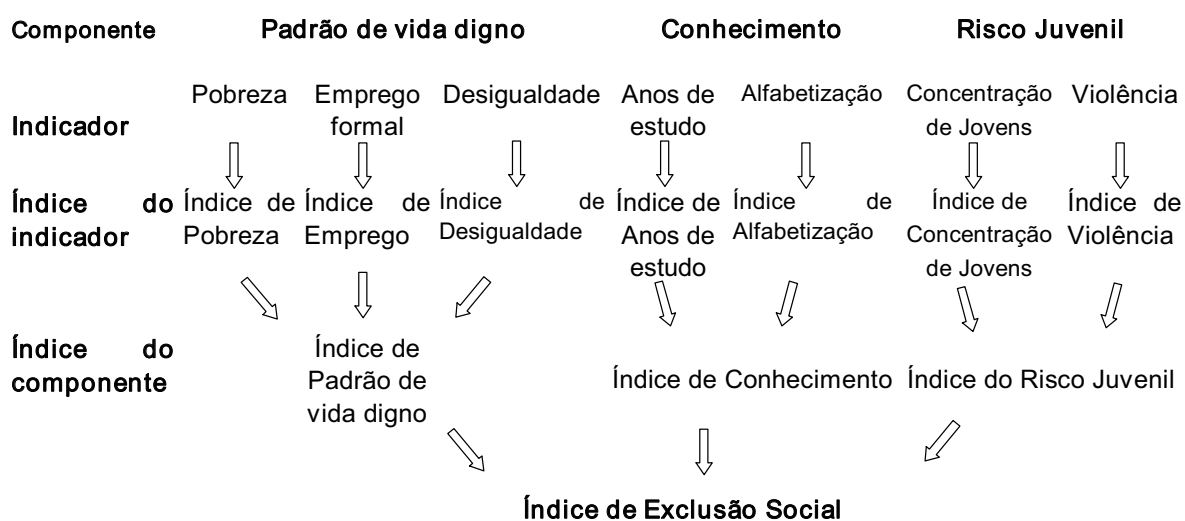 Componente Padrão de vida digno Conhecimento Risco Juvenil
Pobreza Emprego Desigualdade Anos de Alfabetização Concentração Violência
Indicador formal estudo de Jovens
Índice do Índice de Índice de Índice de Índice de Índice de Índice de Índice de
indicador Pobreza Emprego Desigualdade Anos de Alfabetização Concentração Violência
estudo de Jovens
Índice do Índice de
componente Padrão de Índice de Conhecimento Índice do Risco Juvenil
vida digno
Índice de Exclusão Social